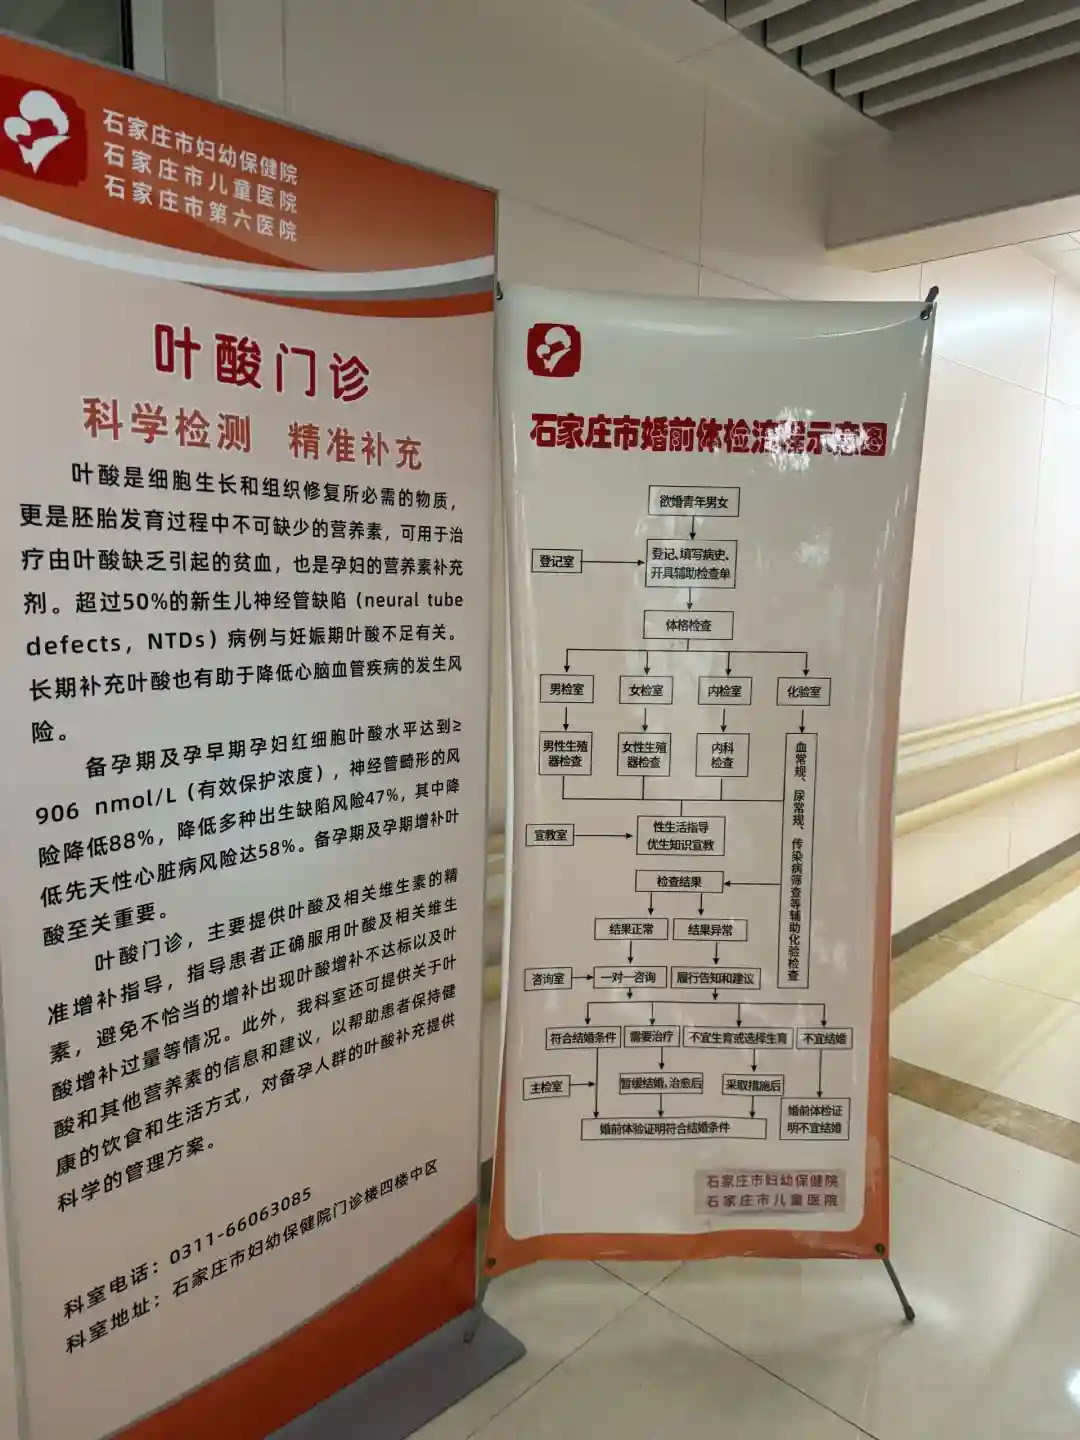 石家庄市妇幼保健院
石家庄市儿童医院
石家庄市第六医院
叶酸门诊
科学检测 精准补充
叶酸是细胞生长和组织修复所必需的物质，
更是胚胎发育过程中不可缺少的营养素，可用于治
疗由叶酸缺乏引起的贫血，也是孕妇的营养素补充
剂。超过50%的新生儿神经管缺陷（neural tube
defects，NTDs）病例与妊娠期叶酸不足有关。
长期补充叶酸也有助于降低心脑血管疾病的发生风
险。
备孕期及孕早期孕妇红细胞叶酸水平达到≥
906 nmol/L（有效保护浓度），神经管畸形的风
险降低88%，降低多种出生缺陷风险47%，其中降
低先天性心脏病风险达58%。备孕期及孕期增补叶
酸至关重要。
叶酸门诊，主要提供叶酸及相关维生素的精
准增补指导，指导患者正确服用叶酸及相关维生
素，避免不恰当的增补出现叶酸增补不达标以及叶
酸增补过量等情况。此外，我科室还可提供关于叶
酸和其他营养素的信息和建议，以帮助患者保持健
康的饮食和生活方式，对备孕人群的叶酸补充提供
科学的管理方案。
科室电话：0311-66063085
科室地址：石家庄市妇幼保健院门诊楼四楼中区
石家庄市婚前体检流程示意图
欲婚青年男女
登记室
登记、填写病史、
开具辅助检查单
体格检查
男检室
女检室
内检室
化验室
男性生殖
器检查
女性生殖
器检查
内科
检查
血常规、尿常规、传染病筛查等辅助化验检查
宣教室
性生活指导
优生知识宣教
检查结果
结果正常
结果异常
咨询室
一对一咨询
履行告知和建议
符合结婚条件
需要治疗
不宜生育或选择生育
不宜结婚
主检室
暂缓结婚，治愈后
采取措施后
婚前体检证
明不宜结婚
婚前体验证明符合结婚条件
石家庄市妇幼保健院
石家庄市儿童医院